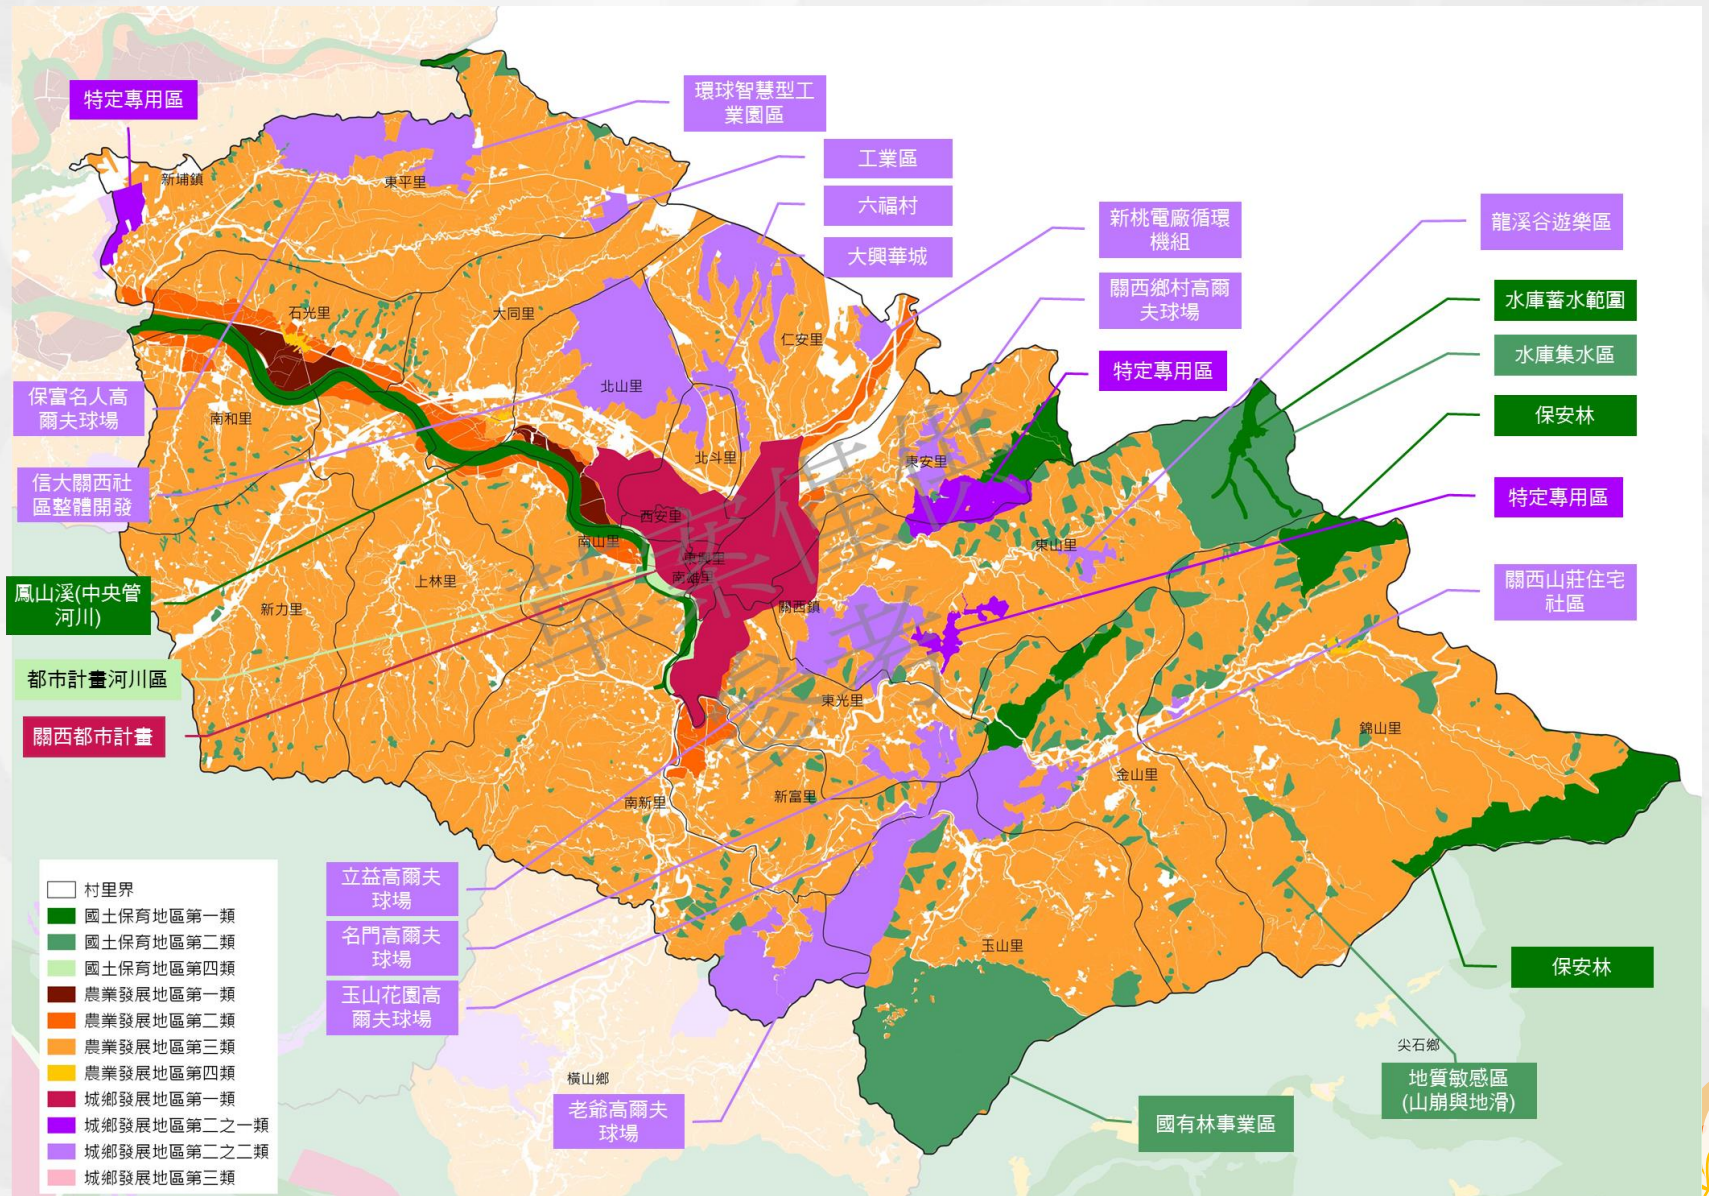 特定專用區
環球智慧型工
業園區
工業區
六福村
大興華城
新桃電廠循環
機組
關西鄉村高爾
夫球場
特定專用區
龍溪谷遊樂區
水庫蓄水範圍
水庫集水區
保安林
特定專用區
關西山莊住宅
社區
保富名人高
爾夫球場
信大關西社
區整體開發
鳳山溪(中央管
河川)
都市計畫河川區
關西都市計畫
新埔鎮
東平里
石光里
大同里
仁安里
北山里
南和里
北斗里
東安里
西安里
南山里
東興里
南雄里
東山里
上林里
新力里
關西鎮
東光里
錦山里
金山里
南新里
新富里
玉山里
尖石鄉
橫山鄉
草案僅供
參考
立益高爾夫
球場
名門高爾夫
球場
玉山花園高
爾夫球場
老爺高爾夫
球場
保安林
地質敏感區
(山崩與地滑)
國有林事業區
村里界
國土保育地區第一類
國土保育地區第二類
國土保育地區第四類
農業發展地區第一類
農業發展地區第二類
農業發展地區第三類
農業發展地區第四類
城鄉發展地區第一類
城鄉發展地區第二之一類
城鄉發展地區第二之二類
城鄉發展地區第三類